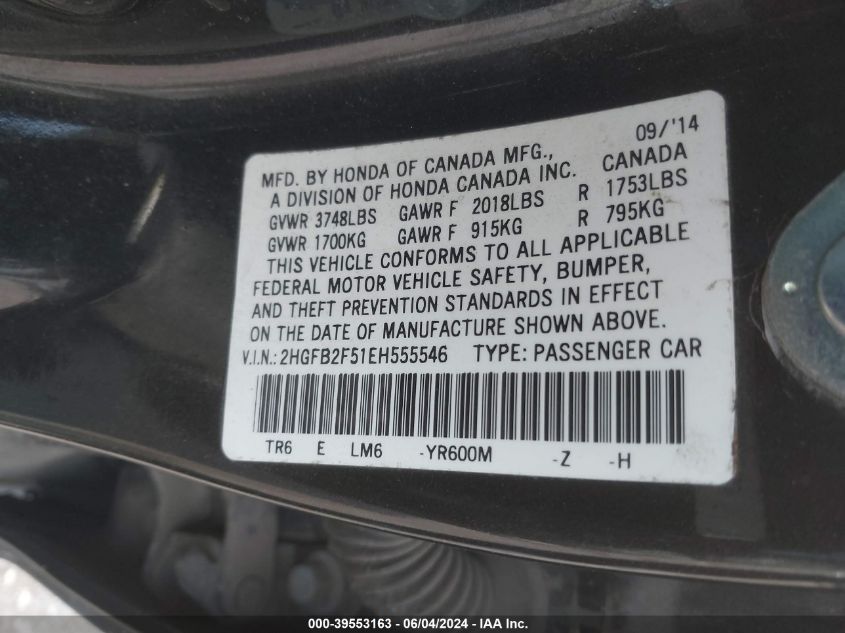 09/'14
MFD. BY HONDA OF CANADA MFG., CANADA
A DIVISION OF HONDA CANADA INC.
GVWR 3748LBS GAWR F 2018LBS R 1753LBS
GVWR 1700KG GAWR F 915KG R 795KG
THIS VEHICLE CONFORMS TO ALL APPLICABLE
FEDERAL MOTOR VEHICLE SAFETY, BUMPER,
AND THEFT PREVENTION STANDARDS IN EFFECT
ON THE DATE OF MANUFACTURE SHOWN ABOVE.
V.I.N.: 2HGFB2F51EH555546 TYPE: PASSENGER CAR
TR6 E LM6 -YR600M -Z -H
000-39553163 - 06/04/2024 - IAA Inc.